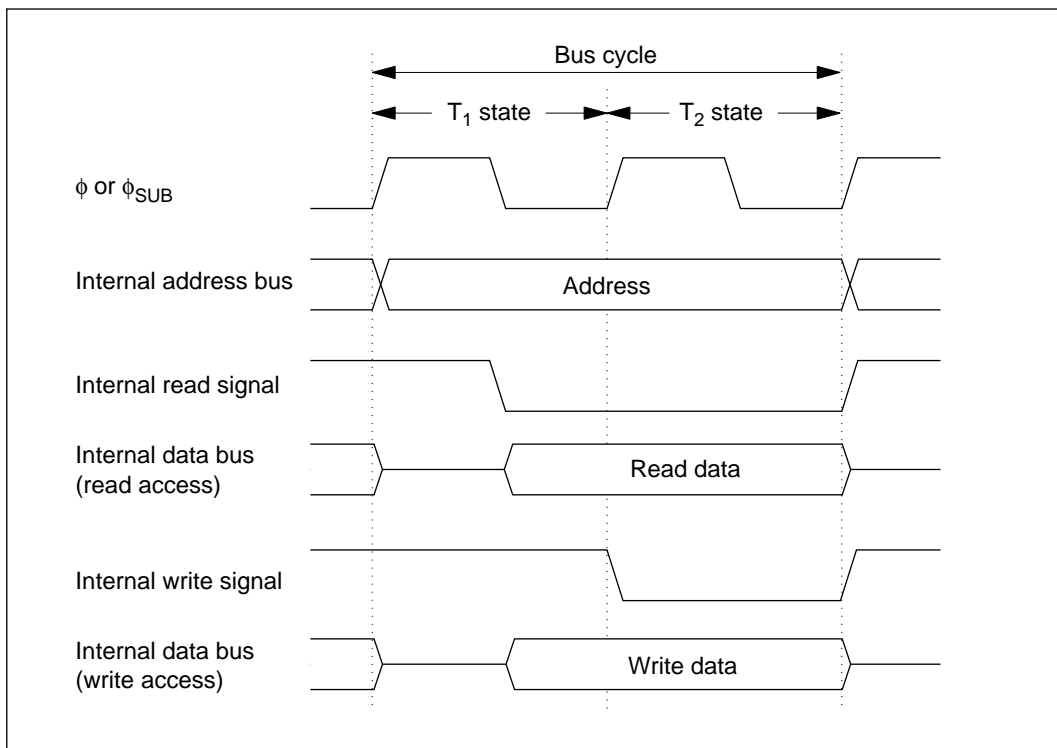 Bus cycle
T1 state
T2 state
ϕ or ϕSUB
Internal address bus
Address
Internal read signal
Internal data bus
(read access)
Read data
Internal write signal
Internal data bus
(write access)
Write data